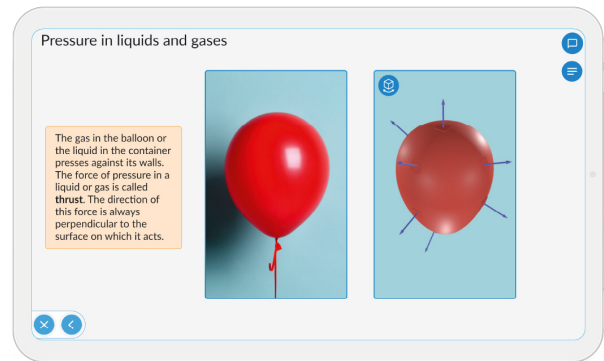 Pressure in liquids and gases
The gas in the balloon or
the liquid in the container
presses against its walls.
The force of pressure in a
liquid or gas is called
thrust. The direction of
this force is always
perpendicular to the
surface on which it acts.